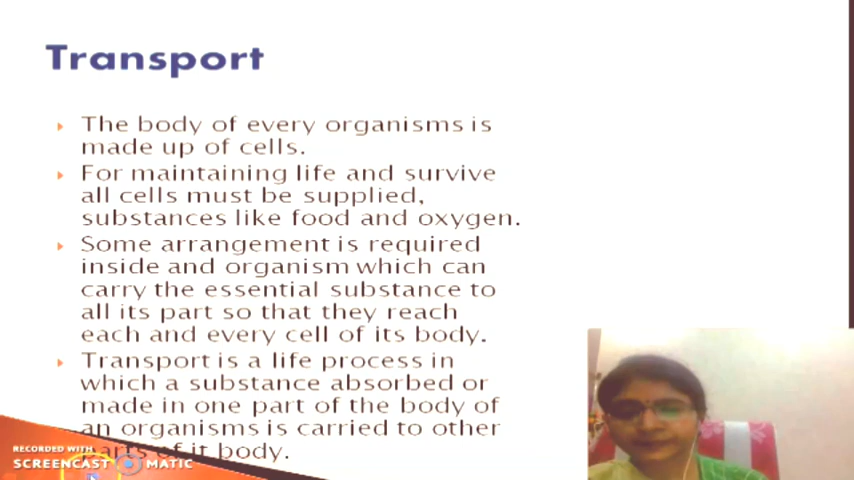 Transport
The body of every organisms is
made up of cells.
For maintaining life and survive
all cells must be supplied,
substances like food and oxygen.
Some arrangement is required
inside and organism which can
carry the essential substance to
all its part so that they reach
each and every cell of its body.
Transport is a life process in
which a substance absorbed or
made in one part of the body of
an organisms is carried to other
parts of it body.
RECORDED WITH
SCREENCAST MATIC